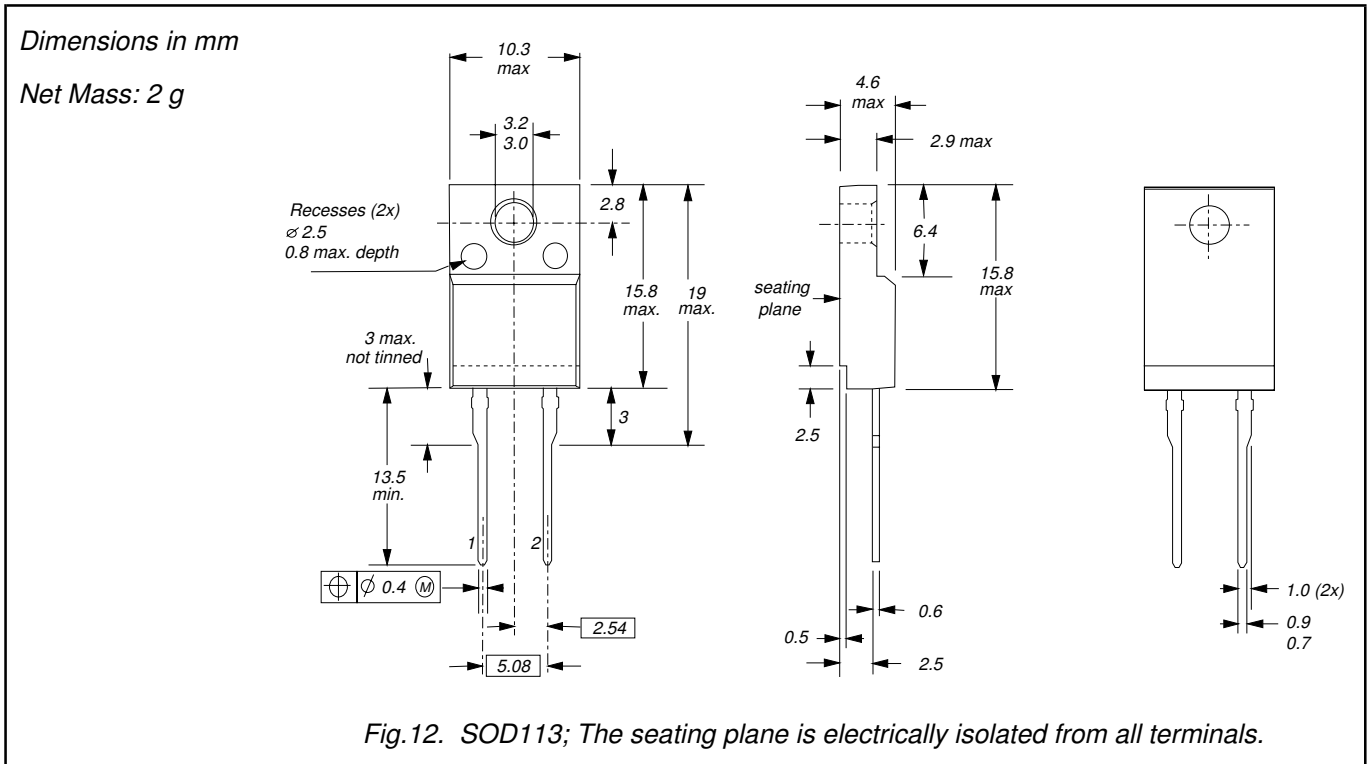 Dimensions in mm
Net Mass: 2 g
10.3
max
3.2
3.0
2.8
Recesses (2x)
⌀ 2.5
0.8 max. depth
15.8
max.
19
max.
3 max.
not tinned
3
13.5
min.
1
2
⌀ 0.4 Ⓜ
2.54
5.08
4.6
max
2.9 max
6.4
15.8
max
seating
plane
2.5
0.6
0.5
2.5
1.0 (2x)
0.9
0.7
Fig.12. SOD113; The seating plane is electrically isolated from all terminals.